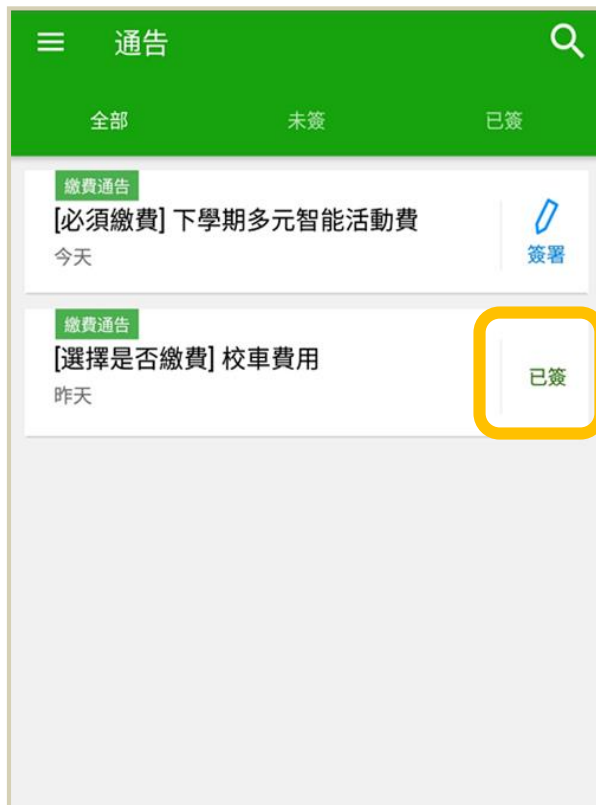 通告
全部 未簽 已簽
繳費通告
[必須繳費] 下學期多元智能活動費
今天
簽署
繳費通告
[選擇是否繳費] 校車費用
昨天
已簽